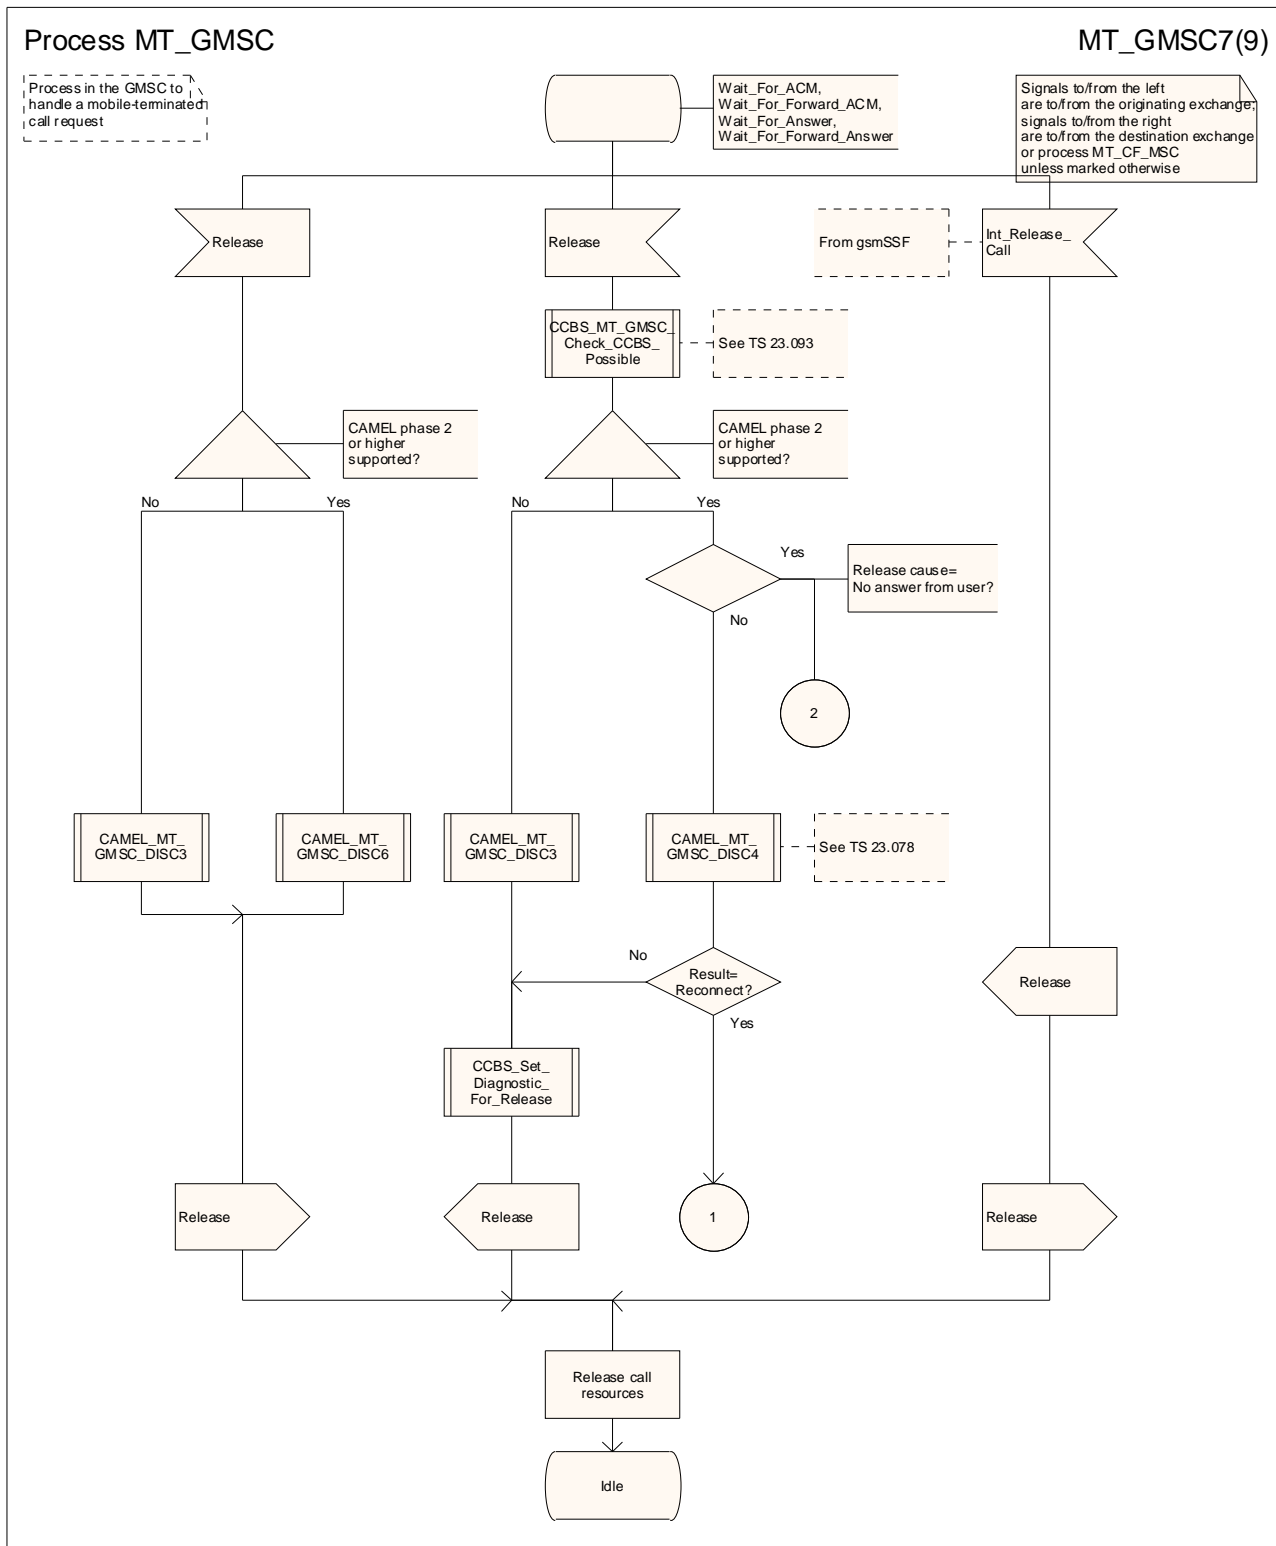 Process MT_GMSC
MT_GMSC7(9)
Process in the GMSC to
handle a mobile-terminated
call request
Wait_For_ACM,
Wait_For_Forward_ACM,
Wait_For_Answer,
Wait_For_Forward_Answer
Signals to/from the left
are to/from the originating exchange;
signals to/from the right
are to/from the destination exchange
or process MT_CF_MSC
unless marked otherwise
Release
Release
From gsmSSF
Int_Release_
Call
CCBS_MT_GMSC_
Check_CCBS_
Possible
See TS 23.093
CAMEL phase 2
or higher
supported?
CAMEL phase 2
or higher
supported?
No
Yes
No
Yes
Yes
Release cause=
No answer from user?
No
2
CAMEL_MT_
GMSC_DISC3
CAMEL_MT_
GMSC_DISC6
CAMEL_MT_
GMSC_DISC3
CAMEL_MT_
GMSC_DISC4
See TS 23.078
No
Result=
Reconnect?
Yes
Release
CCBS_Set_
Diagnostic_
For_Release
Release
Release
1
Release
Release call
resources
Idle